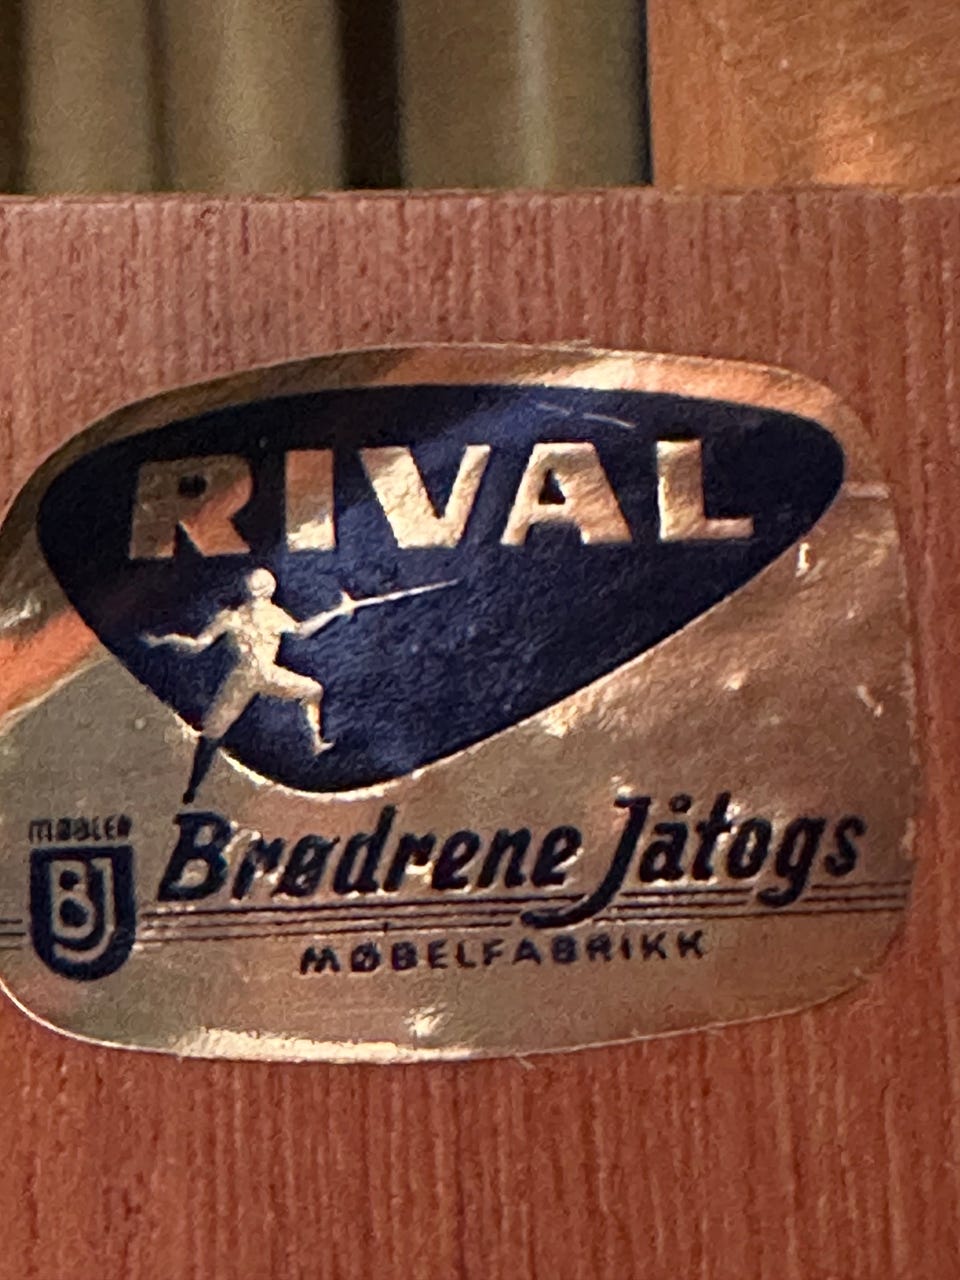 RIVAL
MØBLER
BJ
Brødrene Jåtogs
MØBELFABRIKK